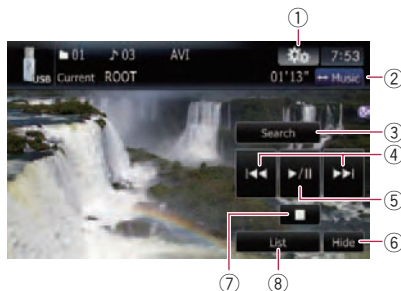 ①
01 03 AVI 7:53
USB Current ROOT 01'13" Music ②
Search ③
④
⑤
⑥
List Hide
⑦ ⑧